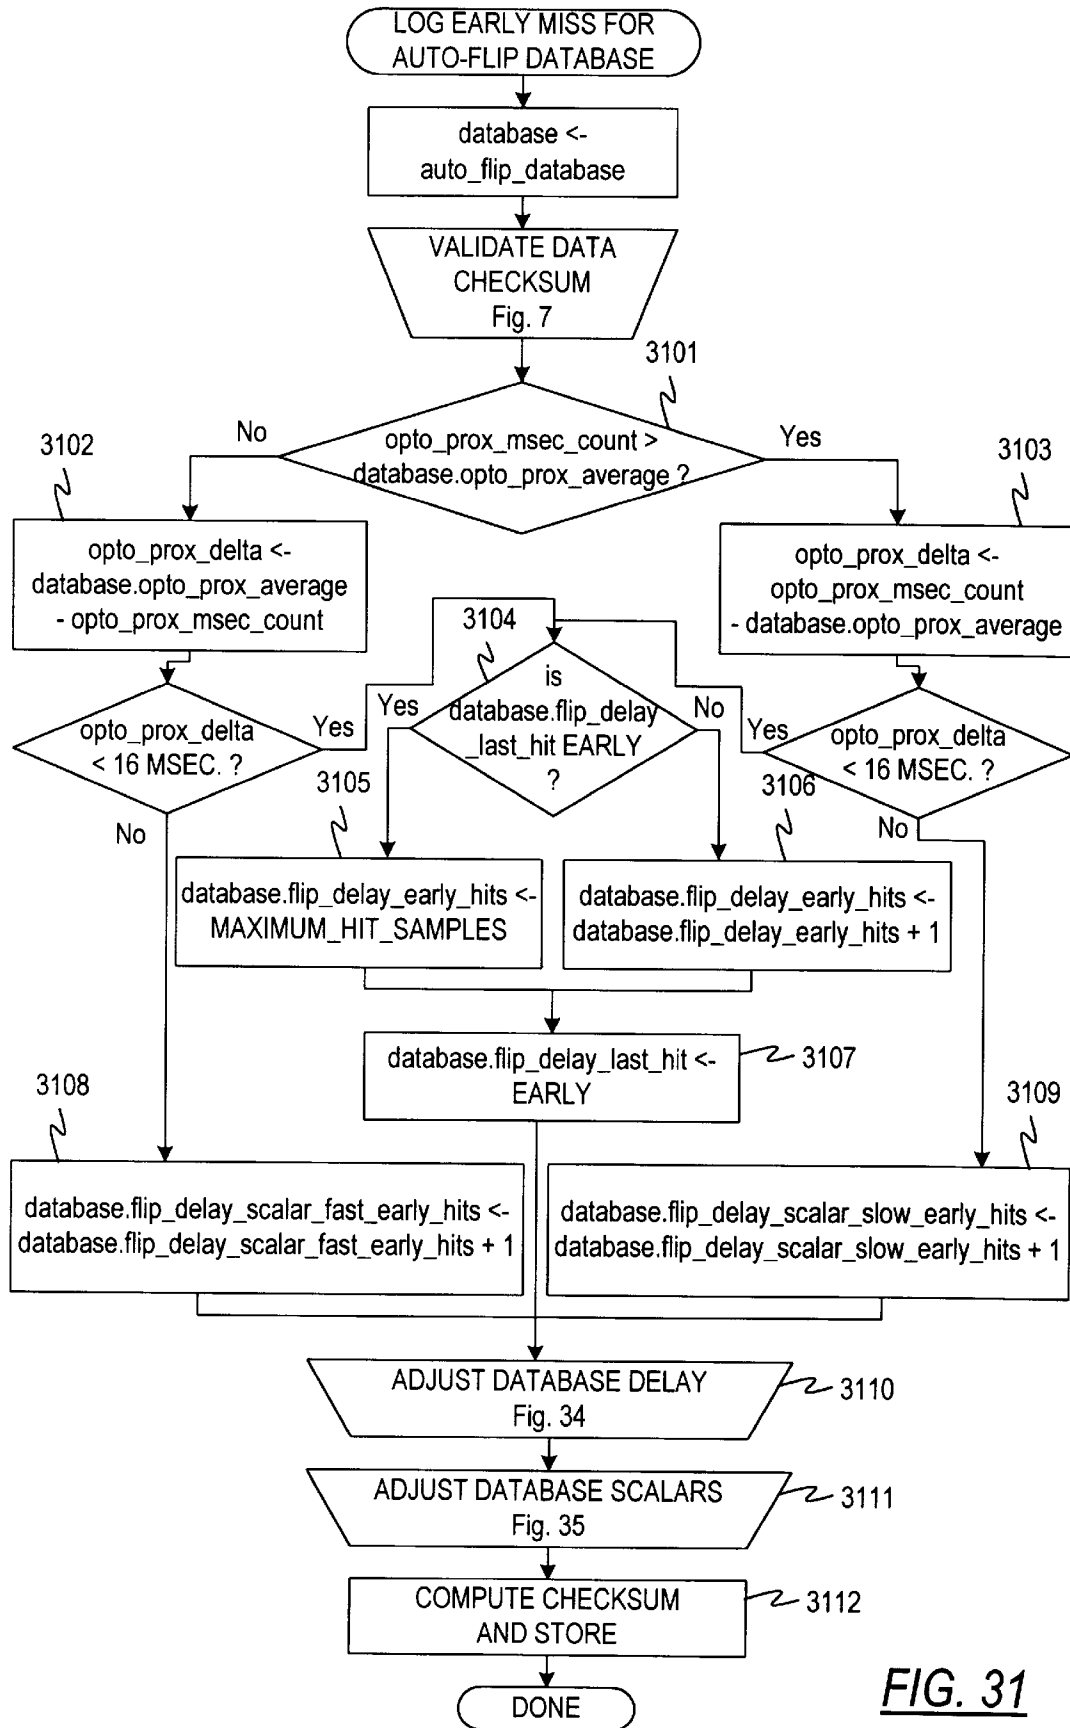 LOG EARLY MISS FOR
AUTO-FLIP DATABASE
database <-
auto_flip_database
VALIDATE DATA
CHECKSUM
Fig. 7
3101
opto_prox_msec_count >
database.opto_prox_average ?
No
Yes
3102
opto_prox_delta <-
database.opto_prox_average
- opto_prox_msec_count
3103
opto_prox_delta <-
opto_prox_msec_count
- database.opto_prox_average
3104
is
database.flip_delay
_last_hit EARLY
?
Yes
No
opto_prox_delta
< 16 MSEC. ?
Yes
No
opto_prox_delta
< 16 MSEC. ?
Yes
No
3105
database.flip_delay_early_hits <-
MAXIMUM_HIT_SAMPLES
3106
database.flip_delay_early_hits <-
database.flip_delay_early_hits + 1
database.flip_delay_last_hit <-
EARLY
3107
3108
database.flip_delay_scalar_fast_early_hits <-
database.flip_delay_scalar_fast_early_hits + 1
3109
database.flip_delay_scalar_slow_early_hits <-
database.flip_delay_scalar_slow_early_hits + 1
ADJUST DATABASE DELAY
Fig. 34
3110
ADJUST DATABASE SCALARS
Fig. 35
3111
COMPUTE CHECKSUM
AND STORE
3112
DONE
FIG. 31